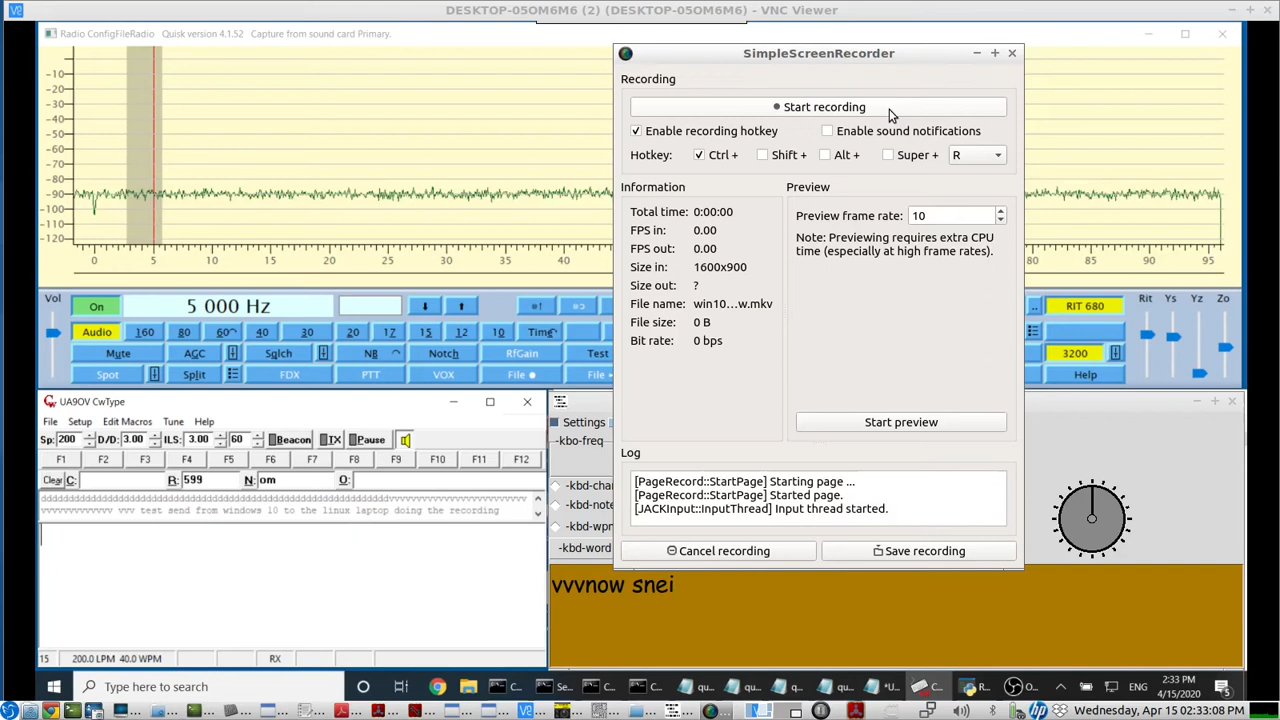 DESKTOP-05OM6M6 (2) (DESKTOP-05OM6M6) - VNC Viewer
Radio ConfigFileRadio Quisk version 4.1.52 Capture from sound card Primary.
-10
-20
-30
-40
-50
-60
-70
-80
-90
-100
-110
-120
0 5 10 15 20 25 30 35 40 80 85 90 95
Vol On 5 000 Hz
Audio 160 80 60 40 30 20 17 15 12 10 Time
Mute AGC Sqlch NB Notch RfGain Test
Spot Split FDX PTT VOX File File
RIT 680 Rit Ys Yz Zo
3200
Help
SimpleScreenRecorder
Recording
Start recording
Enable recording hotkey Enable sound notifications
Hotkey: Ctrl + Shift + Alt + Super + R
Information
Total time: 0:00:00
FPS in: 0.00
FPS out: 0.00
Size in: 1600x900
Size out: ?
File name: win10...w.mkv
File size: 0 B
Bit rate: 0 bps
Preview
Preview frame rate: 10
Note: Previewing requires extra CPU
time (especially at high frame rates).
Start preview
Log
[PageRecord::StartPage] Starting page ...
[PageRecord::StartPage] Started page.
[JACKInput::InputThread] Input thread started.
Cancel recording Save recording
UA9OV CwType
File Setup Edit Macros Tune Help
Sp: 200 D/D: 3.00 ILS: 3.00 60 Beacon TX Pause
F1 F2 F3 F4 F5 F6 F7 F8 F9 F10 F11 F12
Clear C: R: 599 N: om O:
vvv test send from windows 10 to the linux laptop doing the recording
15 200.0 LPM 40.0 WPM RX
Settings
-kbo-freq
-kbd-char
-kbd-note
-kbd-wpm
-kbd-word
vvvnow snei
Type here to search
C... Se... C... C... qu... qu... q... qu... *U... C... R... O...
ENG 2:33 PM
4/15/2020 5
Wednesday, Apr 15 02:33:08 PM